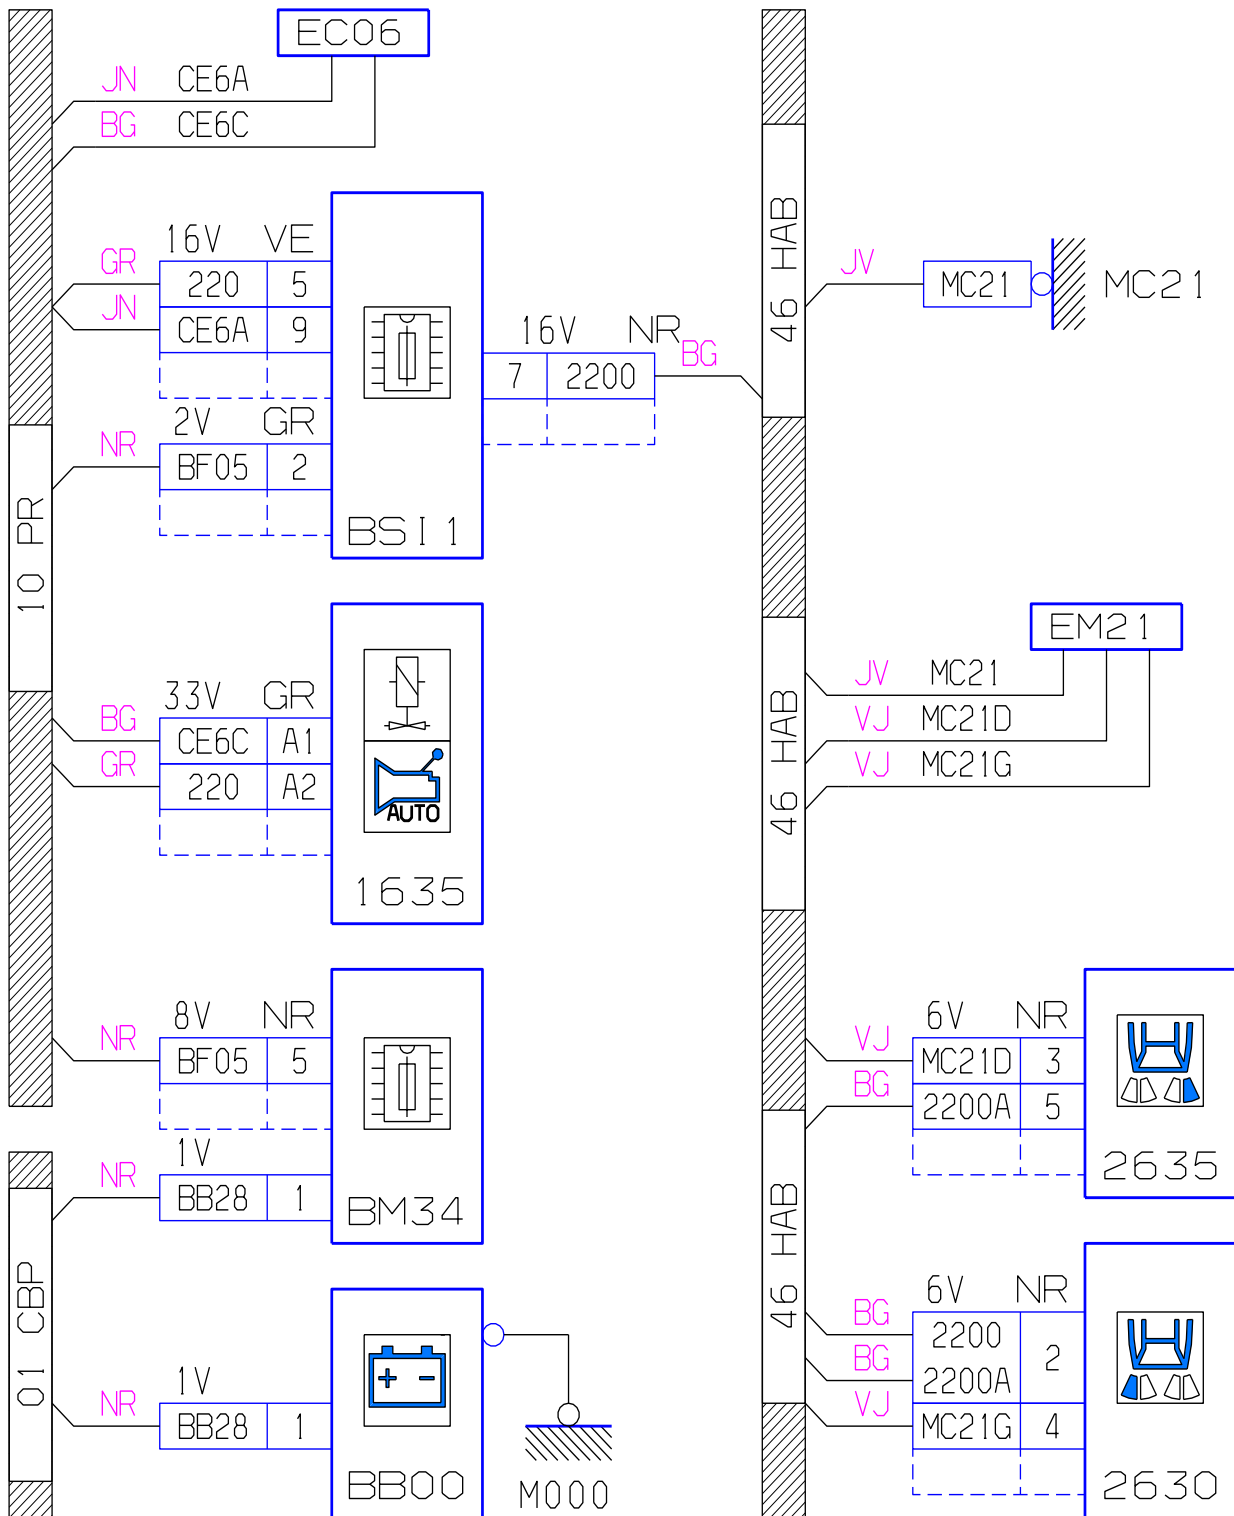 EC06
JN CE6A
BG CE6C
16V VE
GR 220 5
JN CE6A 9
2V GR
NR BF05 2
BSI1
16V NR
7 2200 BG
10 PR
33V GR
BG CE6C A1
GR 220 A2
AUTO
1635
8V NR
NR BF05 5
1V
NR BB28 1
BM34
01 CBP
1V
NR BB28 1
+ -
BB00
M000
46 HAB
JV MC21 MC21
EM21
46 HAB
JV MC21
VJ MC21D
VJ MC21G
6V NR
VJ MC21D 3
BG 2200A 5
2635
46 HAB
6V NR
BG 2200 2
BG 2200A
VJ MC21G 4
2630